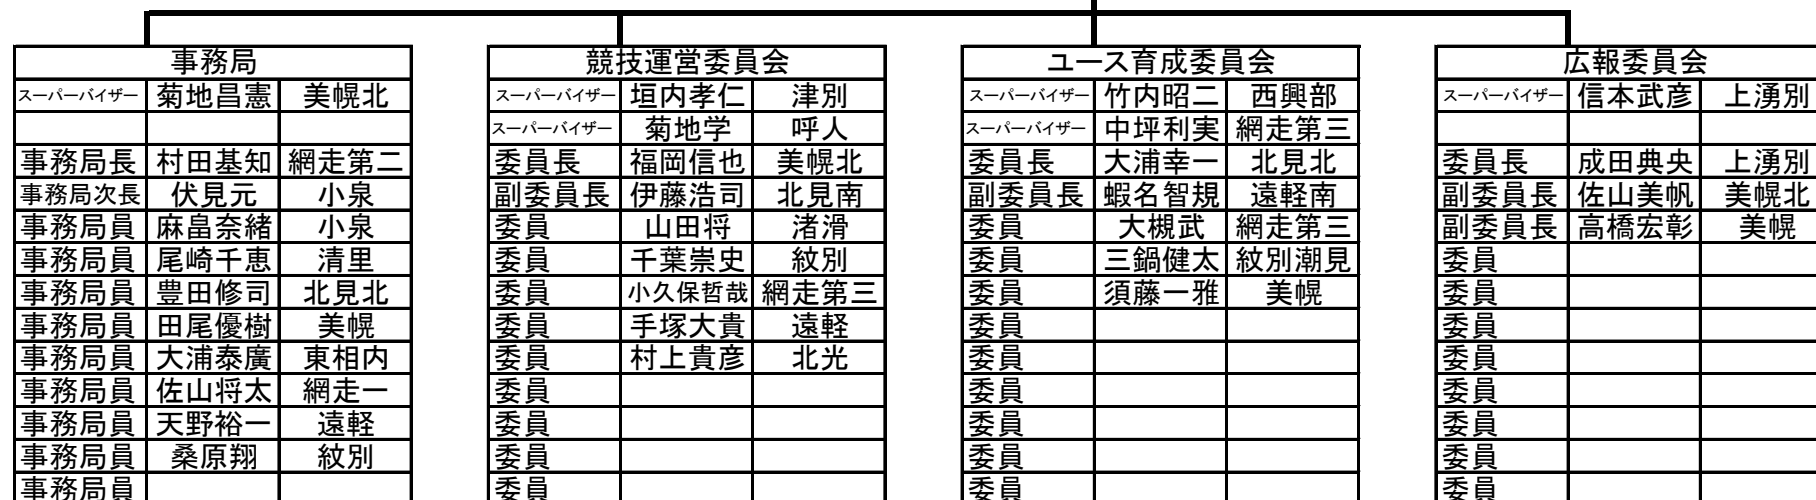 事務局
スーパーバイザー 菊地昌憲 美幌北
事務局長 村田基知 網走第二
事務局次長 伏見元 小泉
事務局員 麻畠奈緒 小泉
事務局員 尾崎千恵 清里
事務局員 豊田修司 北見北
事務局員 田尾優樹 美幌
事務局員 大浦泰廣 東相内
事務局員 佐山将太 網走一
事務局員 天野裕一 遠軽
事務局員 桑原翔 紋別
事務局員
競技運営委員会
スーパーバイザー 垣内孝仁 津別
スーパーバイザー 菊地学 呼人
委員長 福岡信也 美幌北
副委員長 伊藤浩司 北見南
委員 山田将 渚滑
委員 千葉崇史 紋別
委員 小久保哲哉 網走第三
委員 手塚大貴 遠軽
委員 村上貴彦 北光
委員
委員
委員
委員
ユース育成委員会
スーパーバイザー 竹内昭二 西興部
スーパーバイザー 中坪利実 網走第三
委員長 大浦幸一 北見北
副委員長 蝦名智規 遠軽南
委員 大槻武 網走第三
委員 三鍋健太 紋別潮見
委員 須藤一雅 美幌
委員
委員
委員
委員
委員
委員
広報委員会
スーパーバイザー 信本武彦 上湧別
委員長 成田典央 上湧別
副委員長 佐山美帆 美幌北
副委員長 高橋宏彰 美幌
委員
委員
委員
委員
委員
委員
委員
委員